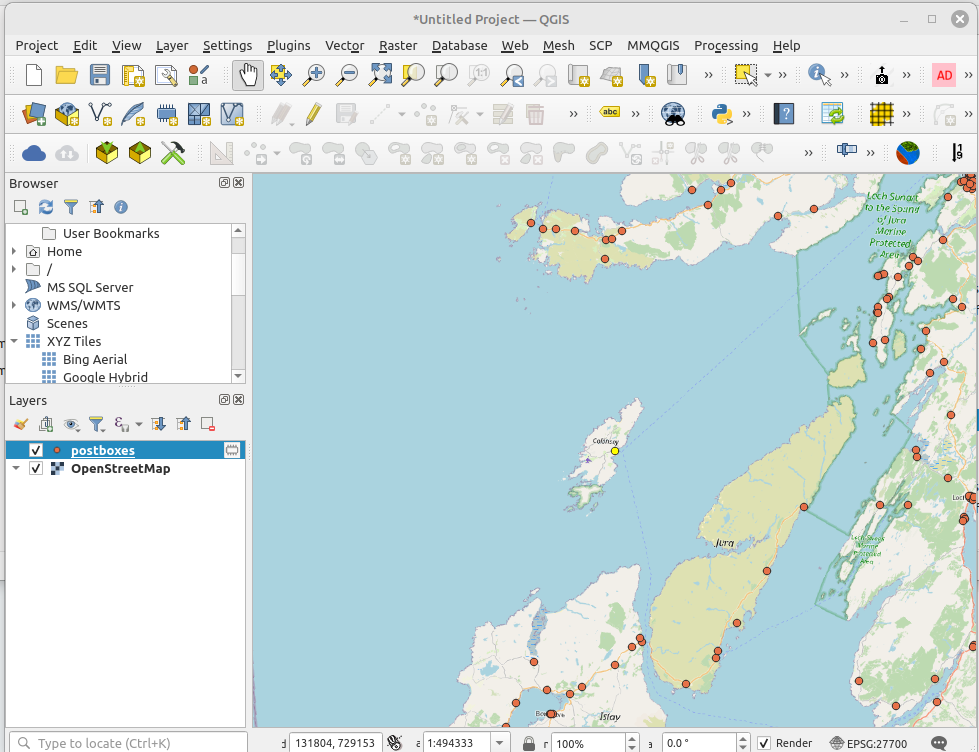 *Untitled Project — QGIS
Project Edit View Layer Settings Plugins Vector Raster Database Web Mesh SCP MMQGIS Processing Help
AD
abc
Browser
User Bookmarks
Home
/
MS SQL Server
WMS/WMTS
Scenes
XYZ Tiles
Bing Aerial
Google Hybrid
Layers
postboxes
OpenStreetMap
Loch Sunart
to the Sound
of Jura
Marine
Protected
Area
Colonsay
Jura
Islay
Type to locate (Ctrl+K)
131804, 729153
1:494333
100%
0.0 °
Render
EPSG:27700